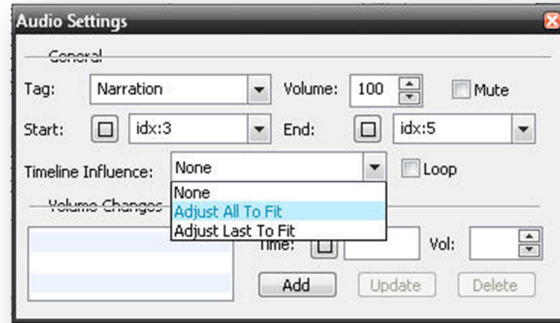 Audio Settings
General
Tag: Narration Volume: 100 Mute
Start: idx:3 End: idx:5
Timeline Influence: None Loop
None
Adjust All To Fit
Adjust Last To Fit
Volume Changes
Time: Vol:
Add Update Delete